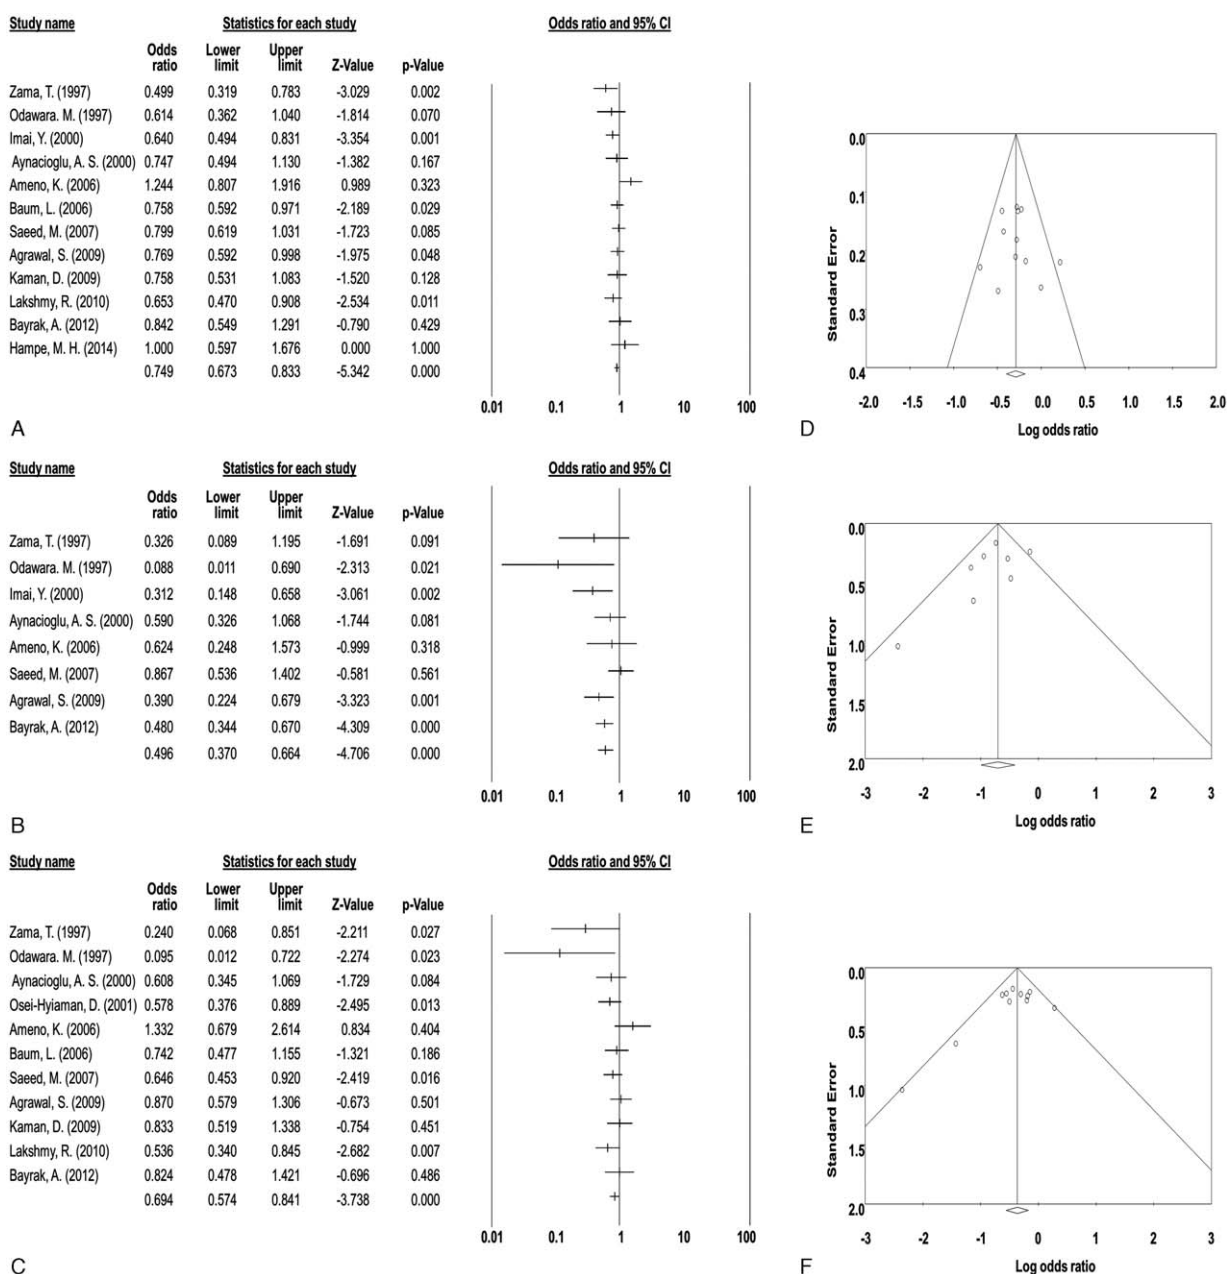 Study name Statistics for each study Odds ratio and 95% CI
Odds ratio Lower limit Upper limit Z-Value p-Value
Zama, T. (1997) 0.499 0.319 0.783 -3.029 0.002
Odawara. M. (1997) 0.614 0.362 1.040 -1.814 0.070
Imai, Y. (2000) 0.640 0.494 0.831 -3.354 0.001
Aynacioglu, A. S. (2000) 0.747 0.494 1.130 -1.382 0.167
Ameno, K. (2006) 1.244 0.807 1.916 0.989 0.323
Baum, L. (2006) 0.758 0.592 0.971 -2.189 0.029
Saeed, M. (2007) 0.799 0.619 1.031 -1.723 0.085
Agrawal, S. (2009) 0.769 0.592 0.998 -1.975 0.048
Kaman, D. (2009) 0.758 0.531 1.083 -1.520 0.128
Lakshmy, R. (2010) 0.653 0.470 0.908 -2.534 0.011
Bayrak, A. (2012) 0.842 0.549 1.291 -0.790 0.429
Hampe, M. H. (2014) 1.000 0.597 1.676 0.000 1.000
0.749 0.673 0.833 -5.342 0.000
0.01 0.1 1 10 100
A
Standard Error
0.0
0.1
0.2
0.3
0.4
-2.0 -1.5 -1.0 -0.5 0.0 0.5 1.0 1.5 2.0
Log odds ratio
D
Study name Statistics for each study Odds ratio and 95% CI
Odds ratio Lower limit Upper limit Z-Value p-Value
Zama, T. (1997) 0.326 0.089 1.195 -1.691 0.091
Odawara. M. (1997) 0.088 0.011 0.690 -2.313 0.021
Imai, Y. (2000) 0.312 0.148 0.658 -3.061 0.002
Aynacioglu, A. S. (2000) 0.590 0.326 1.068 -1.744 0.081
Ameno, K. (2006) 0.624 0.248 1.573 -0.999 0.318
Saeed, M. (2007) 0.867 0.536 1.402 -0.581 0.561
Agrawal, S. (2009) 0.390 0.224 0.679 -3.323 0.001
Bayrak, A. (2012) 0.480 0.344 0.670 -4.309 0.000
0.496 0.370 0.664 -4.706 0.000
0.01 0.1 1 10 100
B
Standard Error
0.0
0.5
1.0
1.5
2.0
-3 -2 -1 0 1 2 3
Log odds ratio
E
Study name Statistics for each study Odds ratio and 95% CI
Odds ratio Lower limit Upper limit Z-Value p-Value
Zama, T. (1997) 0.240 0.068 0.851 -2.211 0.027
Odawara. M. (1997) 0.095 0.012 0.722 -2.274 0.023
Aynacioglu, A. S. (2000) 0.608 0.345 1.069 -1.729 0.084
Osei-Hyiaman, D. (2001) 0.578 0.376 0.889 -2.495 0.013
Ameno, K. (2006) 1.332 0.679 2.614 0.834 0.404
Baum, L. (2006) 0.742 0.477 1.155 -1.321 0.186
Saeed, M. (2007) 0.646 0.453 0.920 -2.419 0.016
Agrawal, S. (2009) 0.870 0.579 1.306 -0.673 0.501
Kaman, D. (2009) 0.833 0.519 1.338 -0.754 0.451
Lakshmy, R. (2010) 0.536 0.340 0.845 -2.682 0.007
Bayrak, A. (2012) 0.824 0.478 1.421 -0.696 0.486
0.694 0.574 0.841 -3.738 0.000
0.01 0.1 1 10 100
C
Standard Error
0.0
0.5
1.0
1.5
2.0
-3 -2 -1 0 1 2 3
Log odds ratio
F